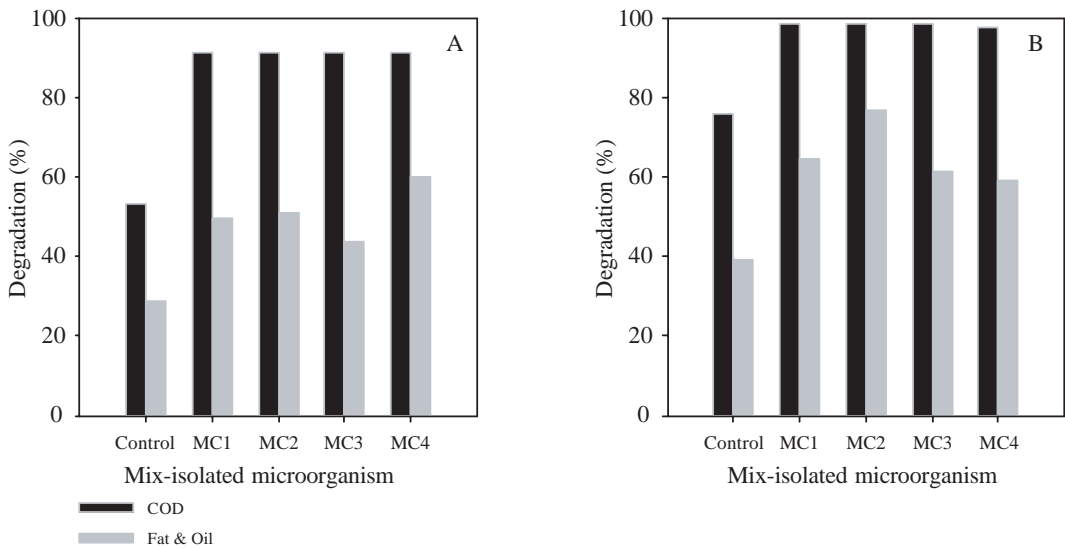 A
Degradation (%)
100
80
60
40
20
0
Control MC1 MC2 MC3 MC4
Mix-isolated microorganism
COD
Fat & Oil
B
Degradation (%)
100
80
60
40
20
0
Control MC1 MC2 MC3 MC4
Mix-isolated microorganism